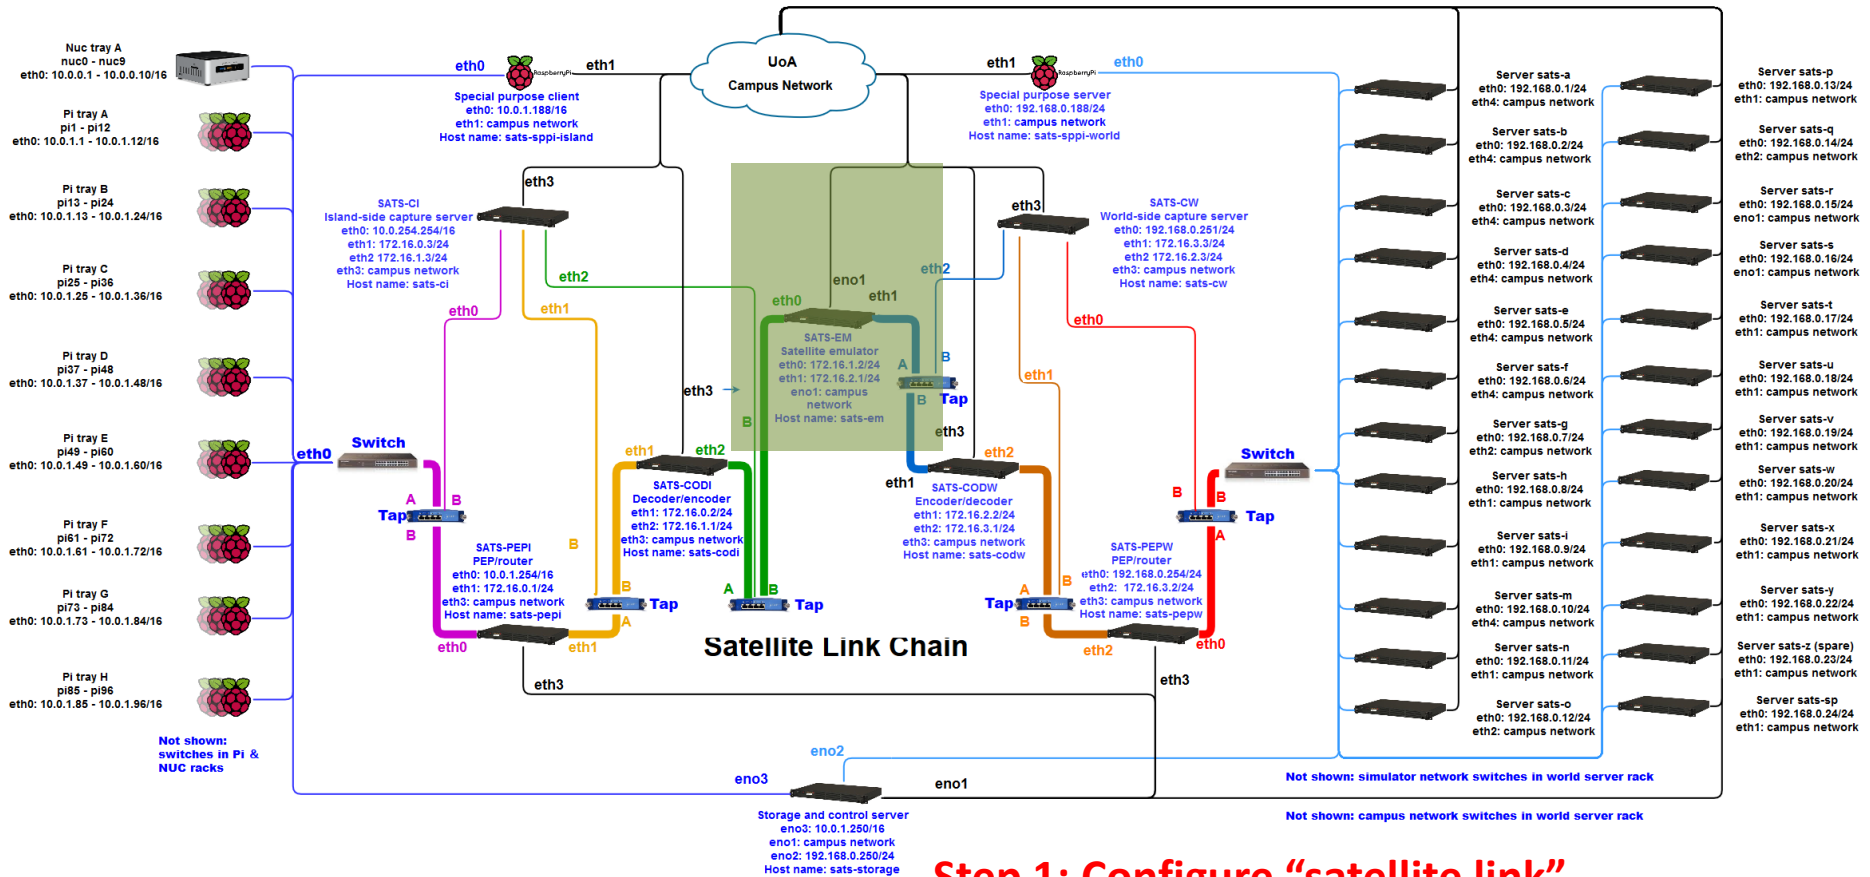 Nuc tray A
nuc0 - nuc9
eth0: 10.0.0.1 - 10.0.0.10/16
Pi tray A
pi1 - pi12
eth0: 10.0.1.1 - 10.0.1.12/16
Pi tray B
pi13 - pi24
eth0: 10.0.1.13 - 10.0.1.24/16
Pi tray C
pi25 - pi36
eth0: 10.0.1.25 - 10.0.1.36/16
Pi tray D
pi37 - pi48
eth0: 10.0.1.37 - 10.0.1.48/16
Pi tray E
pi49 - pi60
eth0: 10.0.1.49 - 10.0.1.60/16
Pi tray F
pi61 - pi72
eth0: 10.0.1.61 - 10.0.1.72/16
Pi tray G
pi73 - pi84
eth0: 10.0.1.73 - 10.0.1.84/16
Pi tray H
pi85 - pi96
eth0: 10.0.1.85 - 10.0.1.96/16
Not shown:
switches in Pi &
NUC racks
eth0
RaspberryPi
eth1
Special purpose client
eth0: 10.0.1.188/16
eth1: campus network
Host name: sats-sppi-island
UoA
Campus Network
eth1
RaspberryPi
eth0
Special purpose server
eth0: 192.168.0.188/24
eth1: campus network
Host name: sats-sppi-world
eth3
SATS-CI
Island-side capture server
eth0: 10.0.254.254/16
eth1: 172.16.0.3/24
eth2 172.16.1.3/24
eth3: campus network
Host name: sats-ci
eth2
eth0
eth1
eth3
eno1
eth0
eth1
SATS-EM
Satellite emulator
eth0: 172.16.1.2/24
eth1: 172.16.2.1/24
eno1: campus
network
Host name: sats-em
B
A
B
B
Tap
eth3
eth2
SATS-CW
World-side capture server
eth0: 192.168.0.251/24
eth1: 172.16.3.3/24
eth2 172.16.2.3/24
eth3: campus network
Host name: sats-cw
eth0
eth1
eth0
Switch
A
B
Tap
B
eth1
eth2
SATS-CODI
Decoder/encoder
eth1: 172.16.0.2/24
eth2: 172.16.1.1/24
eth3: campus network
Host name: sats-codi
SATS-PEPI
PEP/router
eth0: 10.0.1.254/16
eth1: 172.16.0.1/24
eth3: campus network
Host name: sats-pepi
B
B
Tap
A
eth0
eth1
A
B
Tap
eth3
eth2
eth1
SATS-CODW
Encoder/decoder
eth1: 172.16.2.2/24
eth2: 172.16.3.1/24
eth3: campus network
Host name: sats-codw
SATS-PEPW
PEP/router
eth0: 192.168.0.254/24
eth2: 172.16.3.2/24
eth3: campus network
Host name: sats-pepw
A
B
Tap
B
eth2
eth0
Switch
B
B
Tap
A
Satellite Link Chain
eth3
eth3
eno2
eno3
eno1
Storage and control server
eno3: 10.0.1.250/16
eno1: campus network
eno2: 192.168.0.250/24
Host name: sats-storage
Server sats-a
eth0: 192.168.0.1/24
eth4: campus network
Server sats-b
eth0: 192.168.0.2/24
eth4: campus network
Server sats-c
eth0: 192.168.0.3/24
eth4: campus network
Server sats-d
eth0: 192.168.0.4/24
eth4: campus network
Server sats-e
eth0: 192.168.0.5/24
eth4: campus network
Server sats-f
eth0: 192.168.0.6/24
eth4: campus network
Server sats-g
eth0: 192.168.0.7/24
eth2: campus network
Server sats-h
eth0: 192.168.0.8/24
eth1: campus network
Server sats-i
eth0: 192.168.0.9/24
eth1: campus network
Server sats-m
eth0: 192.168.0.10/24
eth4: campus network
Server sats-n
eth0: 192.168.0.11/24
eth1: campus network
Server sats-o
eth0: 192.168.0.12/24
eth2: campus network
Server sats-p
eth0: 192.168.0.13/24
eth1: campus network
Server sats-q
eth0: 192.168.0.14/24
eth2: campus network
Server sats-r
eth0: 192.168.0.15/24
eno1: campus network
Server sats-s
eth0: 192.168.0.16/24
eno1: campus network
Server sats-t
eth0: 192.168.0.17/24
eth1: campus network
Server sats-u
eth0: 192.168.0.18/24
eth1: campus network
Server sats-v
eth0: 192.168.0.19/24
eth1: campus network
Server sats-w
eth0: 192.168.0.20/24
eth1: campus network
Server sats-x
eth0: 192.168.0.21/24
eth1: campus network
Server sats-y
eth0: 192.168.0.22/24
eth1: campus network
Server sats-z (spare)
eth0: 192.168.0.23/24
eth1: campus network
Server sats-sp
eth0: 192.168.0.24/24
eth1: campus network
Not shown: simulator network switches in world server rack
Not shown: campus network switches in world server rack
Step 1: Configure “satellite link”